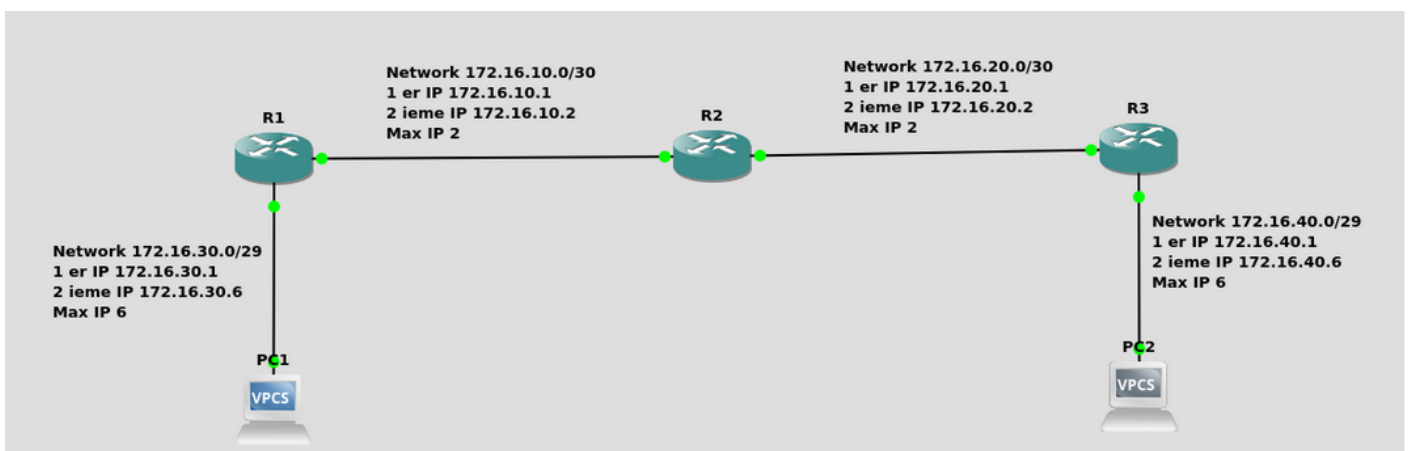 Network 172.16.10.0/30
1 er IP 172.16.10.1
2 ieme IP 172.16.10.2
Max IP 2
Network 172.16.20.0/30
1 er IP 172.16.20.1
2 ieme IP 172.16.20.2
Max IP 2
R1
R2
R3
Network 172.16.30.0/29
1 er IP 172.16.30.1
2 ieme IP 172.16.30.6
Max IP 6
Network 172.16.40.0/29
1 er IP 172.16.40.1
2 ieme IP 172.16.40.6
Max IP 6
PC1
VPCS
PC2
VPCS